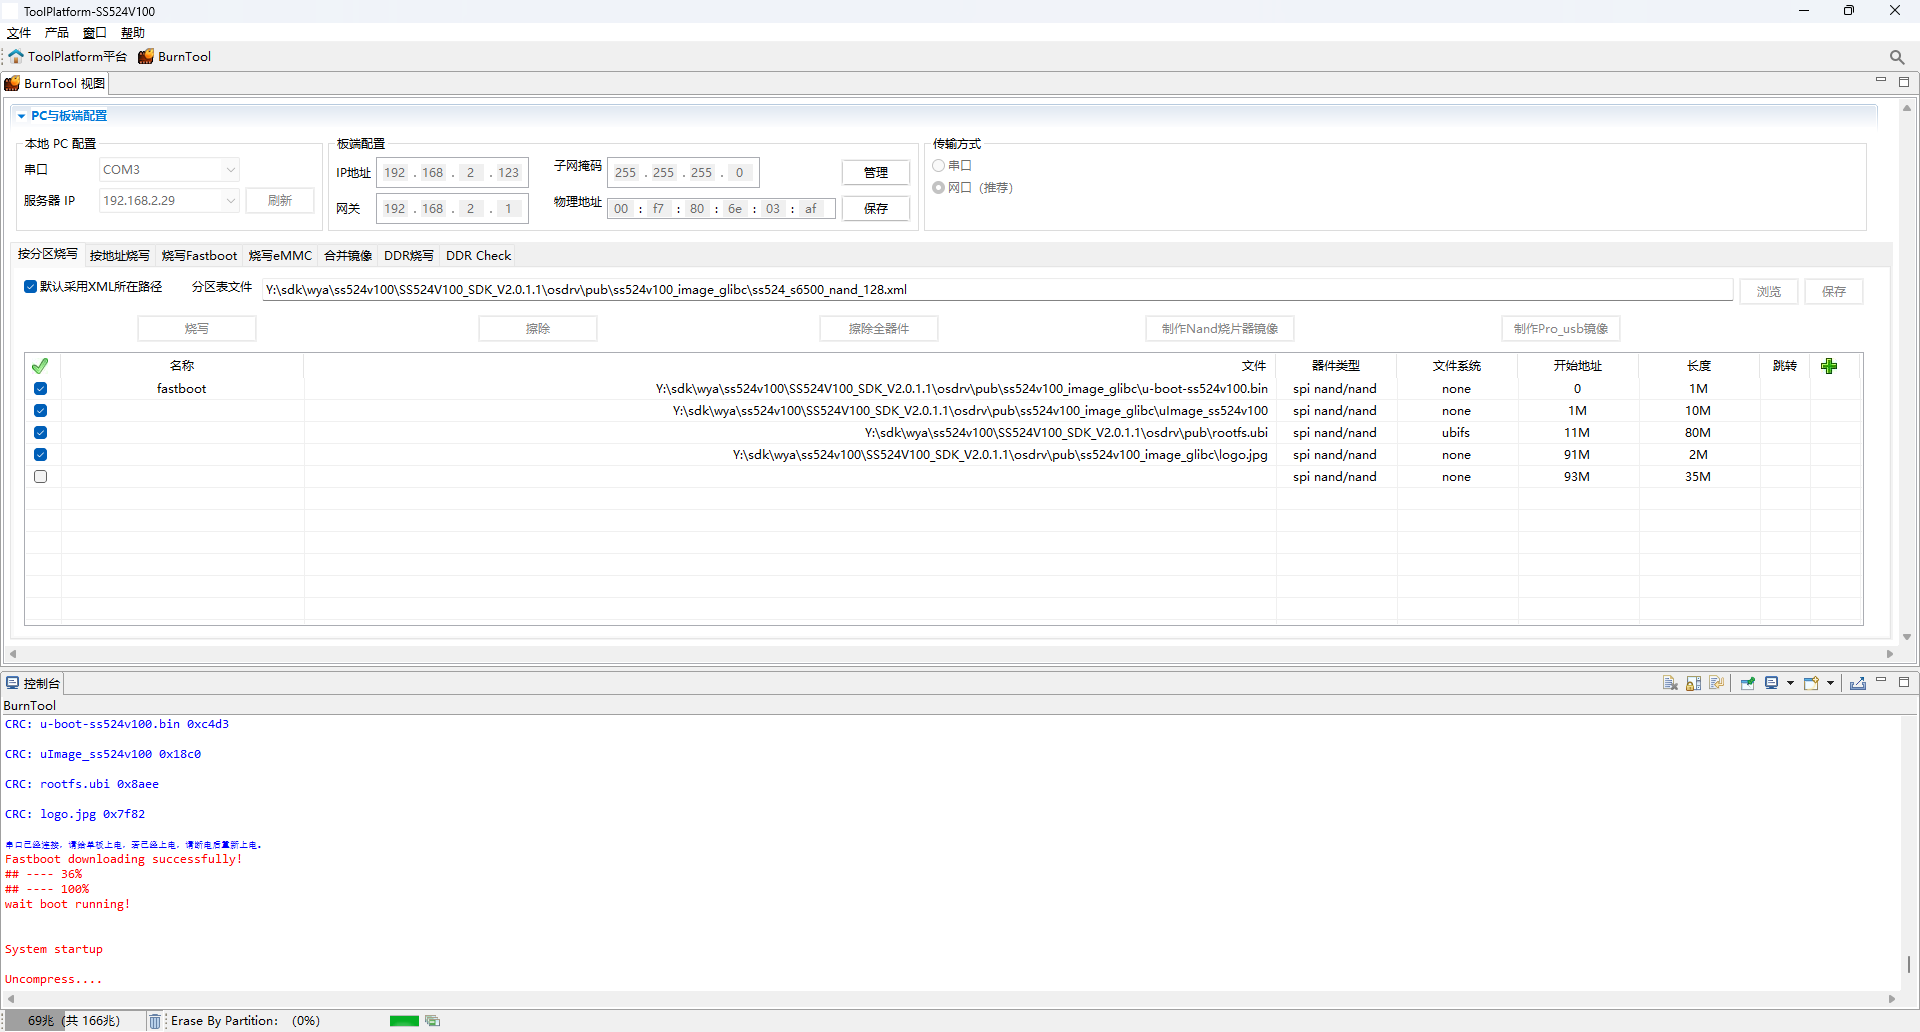 ToolPlatform-SS524V100
文件 产品 窗口 帮助
ToolPlatform平台 BurnTool
BurnTool 视图
PC与板端配置
本地 PC 配置 板端配置 传输方式
串口 COM3 IP地址 192 . 168 . 2 . 123 子网掩码 255 . 255 . 255 . 0 管理 串口
服务器 IP 192.168.2.29 刷新 网关 192 . 168 . 2 . 1 物理地址 00 : f7 : 80 : 6e : 03 : af 保存 网口（推荐）
按分区烧写 按地址烧写 烧写Fastboot 烧写eMMC 合并镜像 DDR烧写 DDR Check
默认采用XML所在路径 分区表文件 Y:\sdk\wya\ss524v100\SS524V100_SDK_V2.0.1.1\osdrv\pub\ss524v100_image_glibc\ss524_s6500_nand_128.xml 浏览 保存
烧写 擦除 擦除全器件 制作Nand烧片器镜像 制作Pro_usb镜像
名称 文件 器件类型 文件系统 开始地址 长度 跳转
fastboot Y:\sdk\wya\ss524v100\SS524V100_SDK_V2.0.1.1\osdrv\pub\ss524v100_image_glibc\u-boot-ss524v100.bin spi nand/nand none 0 1M
Y:\sdk\wya\ss524v100\SS524V100_SDK_V2.0.1.1\osdrv\pub\ss524v100_image_glibc\uImage_ss524v100 spi nand/nand none 1M 10M
Y:\sdk\wya\ss524v100\SS524V100_SDK_V2.0.1.1\osdrv\pub\rootfs.ubi spi nand/nand ubifs 11M 80M
Y:\sdk\wya\ss524v100\SS524V100_SDK_V2.0.1.1\osdrv\pub\ss524v100_image_glibc\logo.jpg spi nand/nand none 91M 2M
spi nand/nand none 93M 35M
控制台
BurnTool
CRC: u-boot-ss524v100.bin 0xc4d3
CRC: uImage_ss524v100 0x18c0
CRC: rootfs.ubi 0x8aee
CRC: logo.jpg 0x7f82
串口已经连接，请给单板上电，若已经上电，请断电后重新上电。
Fastboot downloading successfully!
## ---- 36%
## ---- 100%
wait boot running!
System startup
Uncompress....
69兆 (共 166兆) Erase By Partition: (0%)